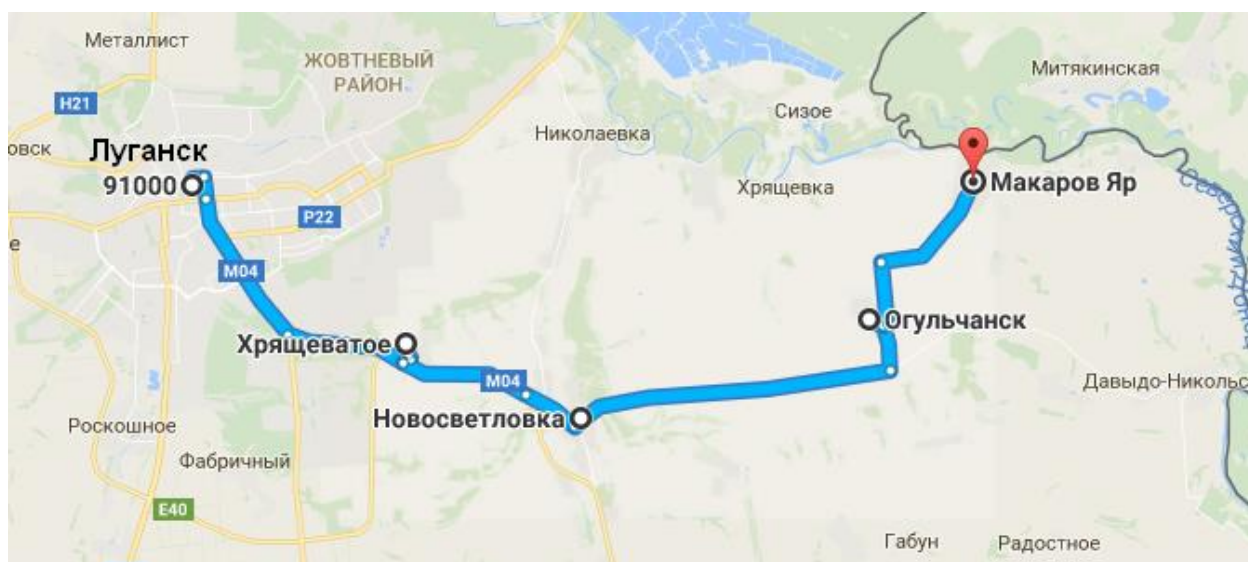 Металлист
ЖОВТНЕВЫЙ
РАЙОН
Митякинская
H21
Сизое
Николаевка
овск
Луганск
91000
Хрящевка
Макаров Яр
P22
е
M04
Огульчанск
Хрящеватое
M04
Давыдо-Никольс
Новосветловка
Роскошное
Фабричный
E40
Габун
Радостное